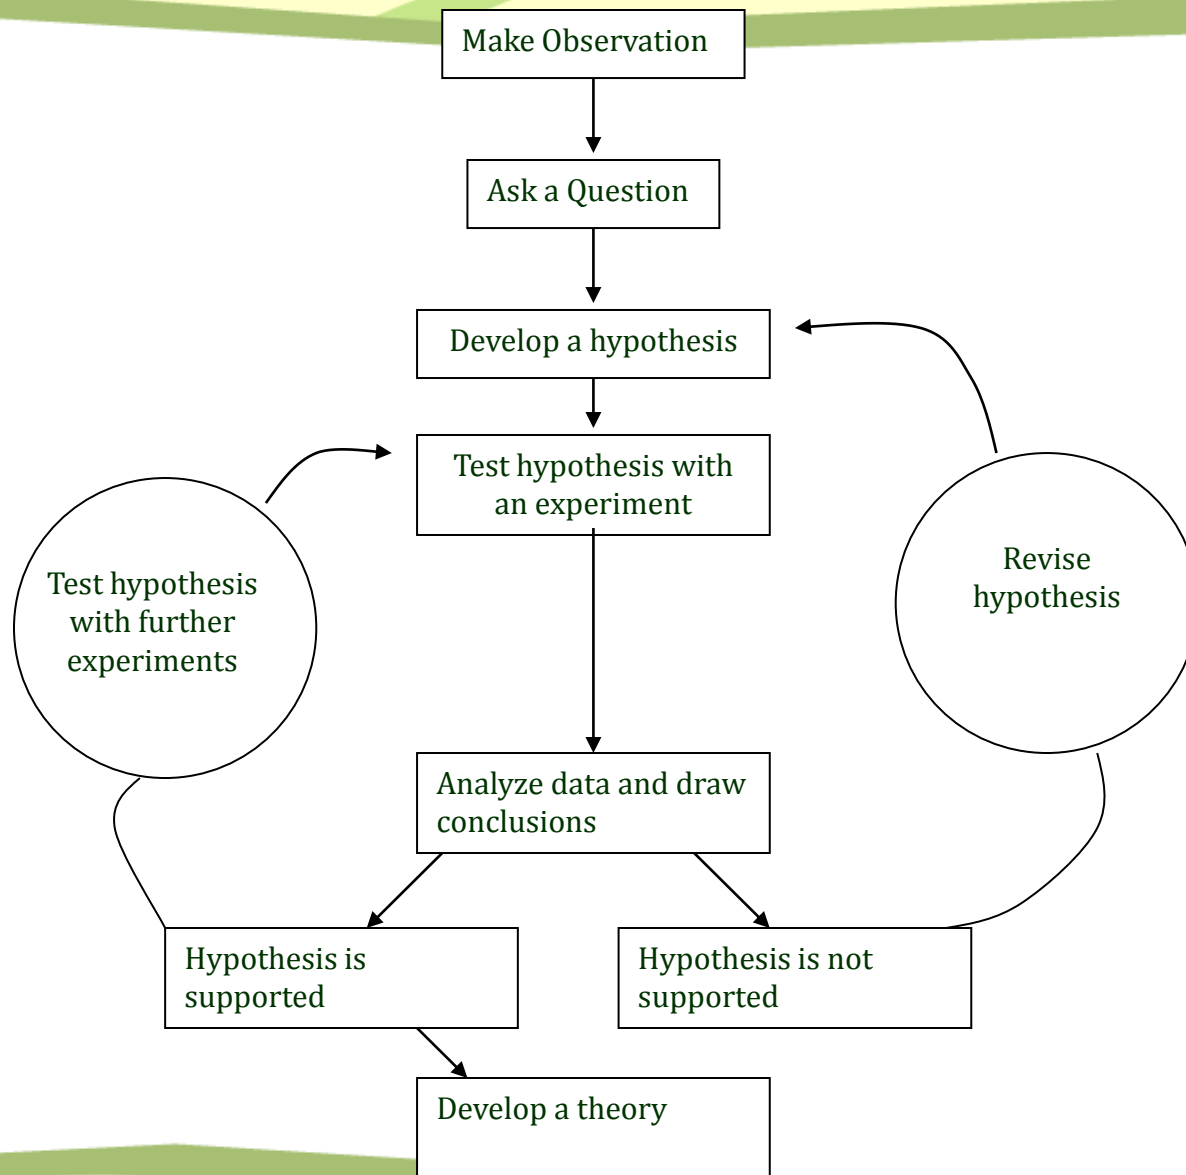 Make Observation
Ask a Question
Develop a hypothesis
Test hypothesis with
an experiment
Test hypothesis
with further
experiments
Revise
hypothesis
Analyze data and draw
conclusions
Hypothesis is
supported
Hypothesis is not
supported
Develop a theory